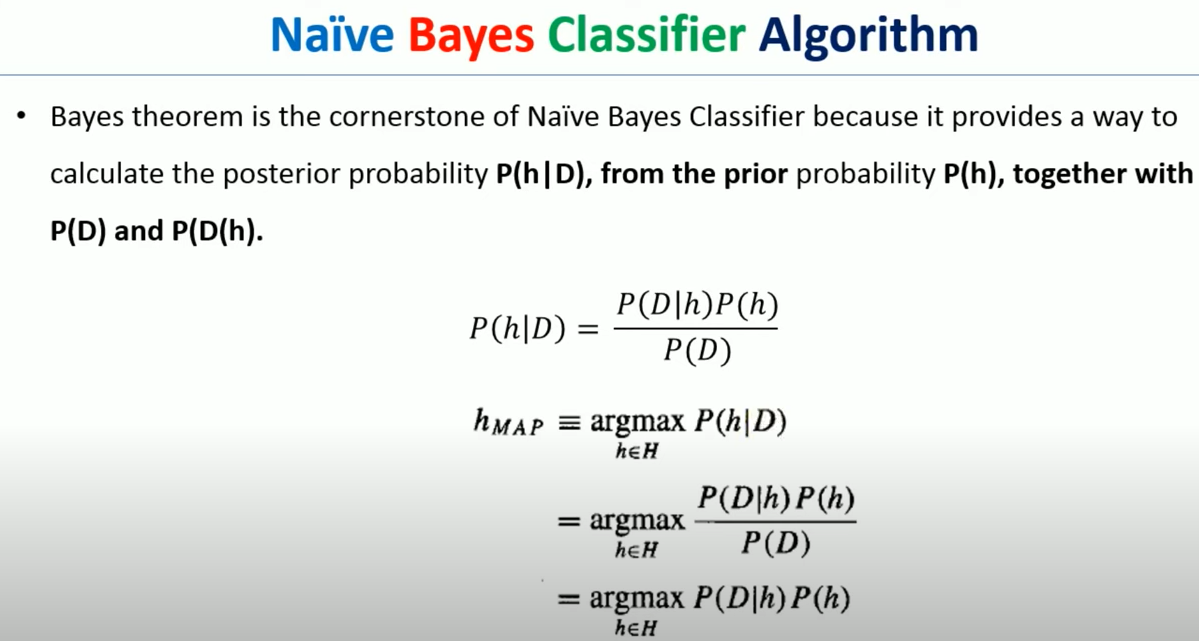 Naïve Bayes Classifier Algorithm
• Bayes theorem is the cornerstone of Naïve Bayes Classifier because it provides a way to
calculate the posterior probability P(h|D), from the prior probability P(h), together with
P(D) and P(D(h).
P(h|D) = P(D|h)P(h) / P(D)
hMAP ≡ argmax P(h|D)
h∈H
= argmax P(D|h) P(h) / P(D)
h∈H
= argmax P(D|h) P(h)
h∈H